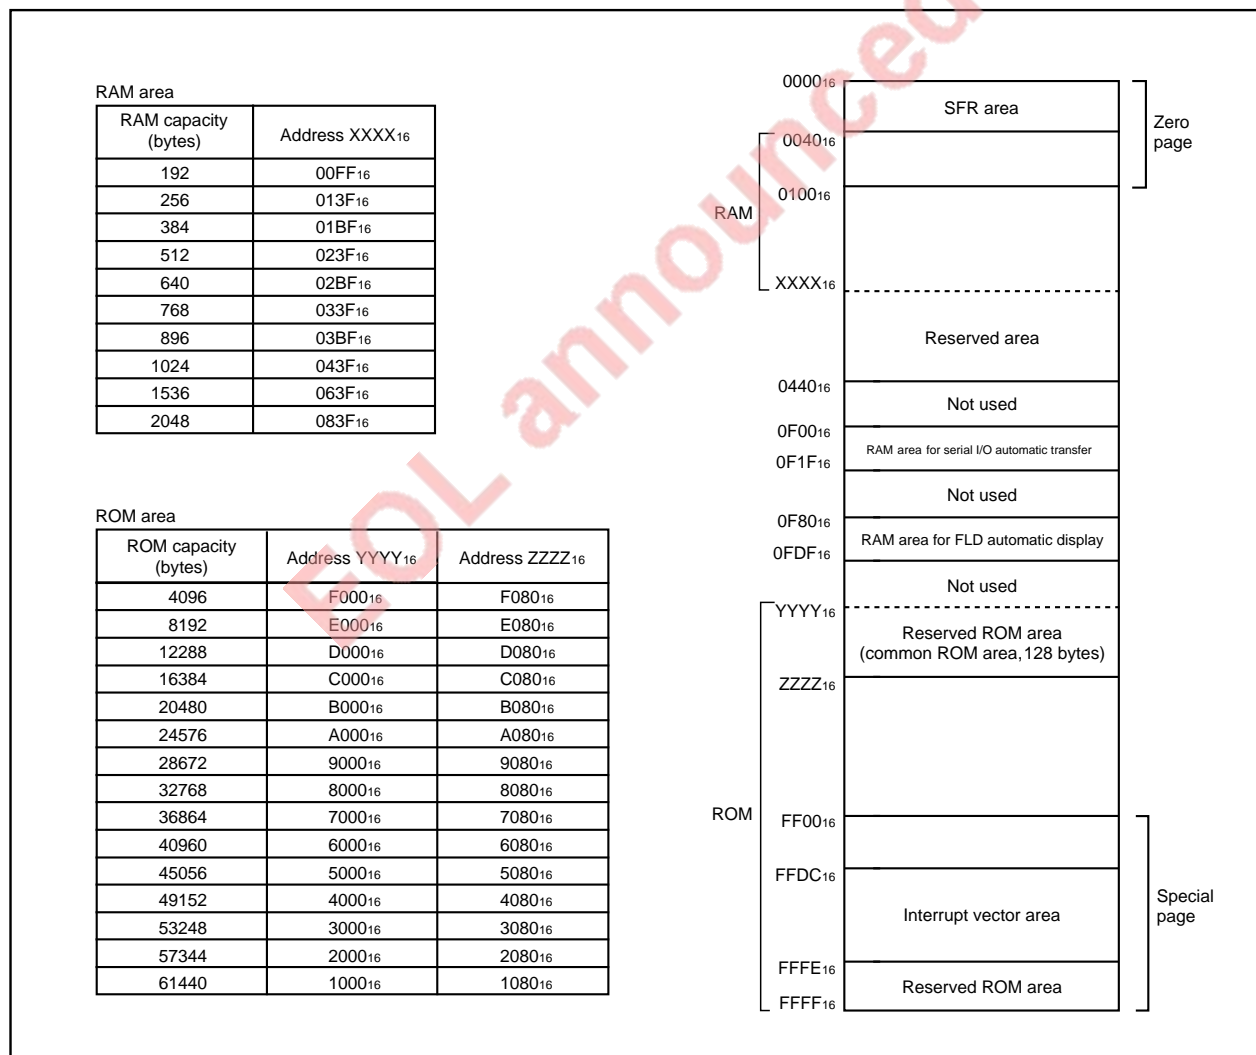 RAM area
RAM capacity (bytes) Address XXXX16
192 00FF16
256 013F16
384 01BF16
512 023F16
640 02BF16
768 033F16
896 03BF16
1024 043F16
1536 063F16
2048 083F16
ROM area
ROM capacity (bytes) Address YYYY16 Address ZZZZ16
4096 F00016 F08016
8192 E00016 E08016
12288 D00016 D08016
16384 C00016 C08016
20480 B00016 B08016
24576 A00016 A08016
28672 900016 908016
32768 800016 808016
36864 700016 708016
40960 600016 608016
45056 500016 508016
49152 400016 408016
53248 300016 308016
57344 200016 208016
61440 100016 108016
000016
SFR area
Zero page
004016
010016
RAM
XXXX16
Reserved area
044016
Not used
0F0016
RAM area for serial I/O automatic transfer
0F1F16
Not used
0F8016
RAM area for FLD automatic display
0FDF16
Not used
YYYY16
Reserved ROM area
(common ROM area, 128 bytes)
ZZZZ16
ROM
FF0016
FFDC16
Interrupt vector area
Special page
FFFE16
Reserved ROM area
FFFF16
EOL announced